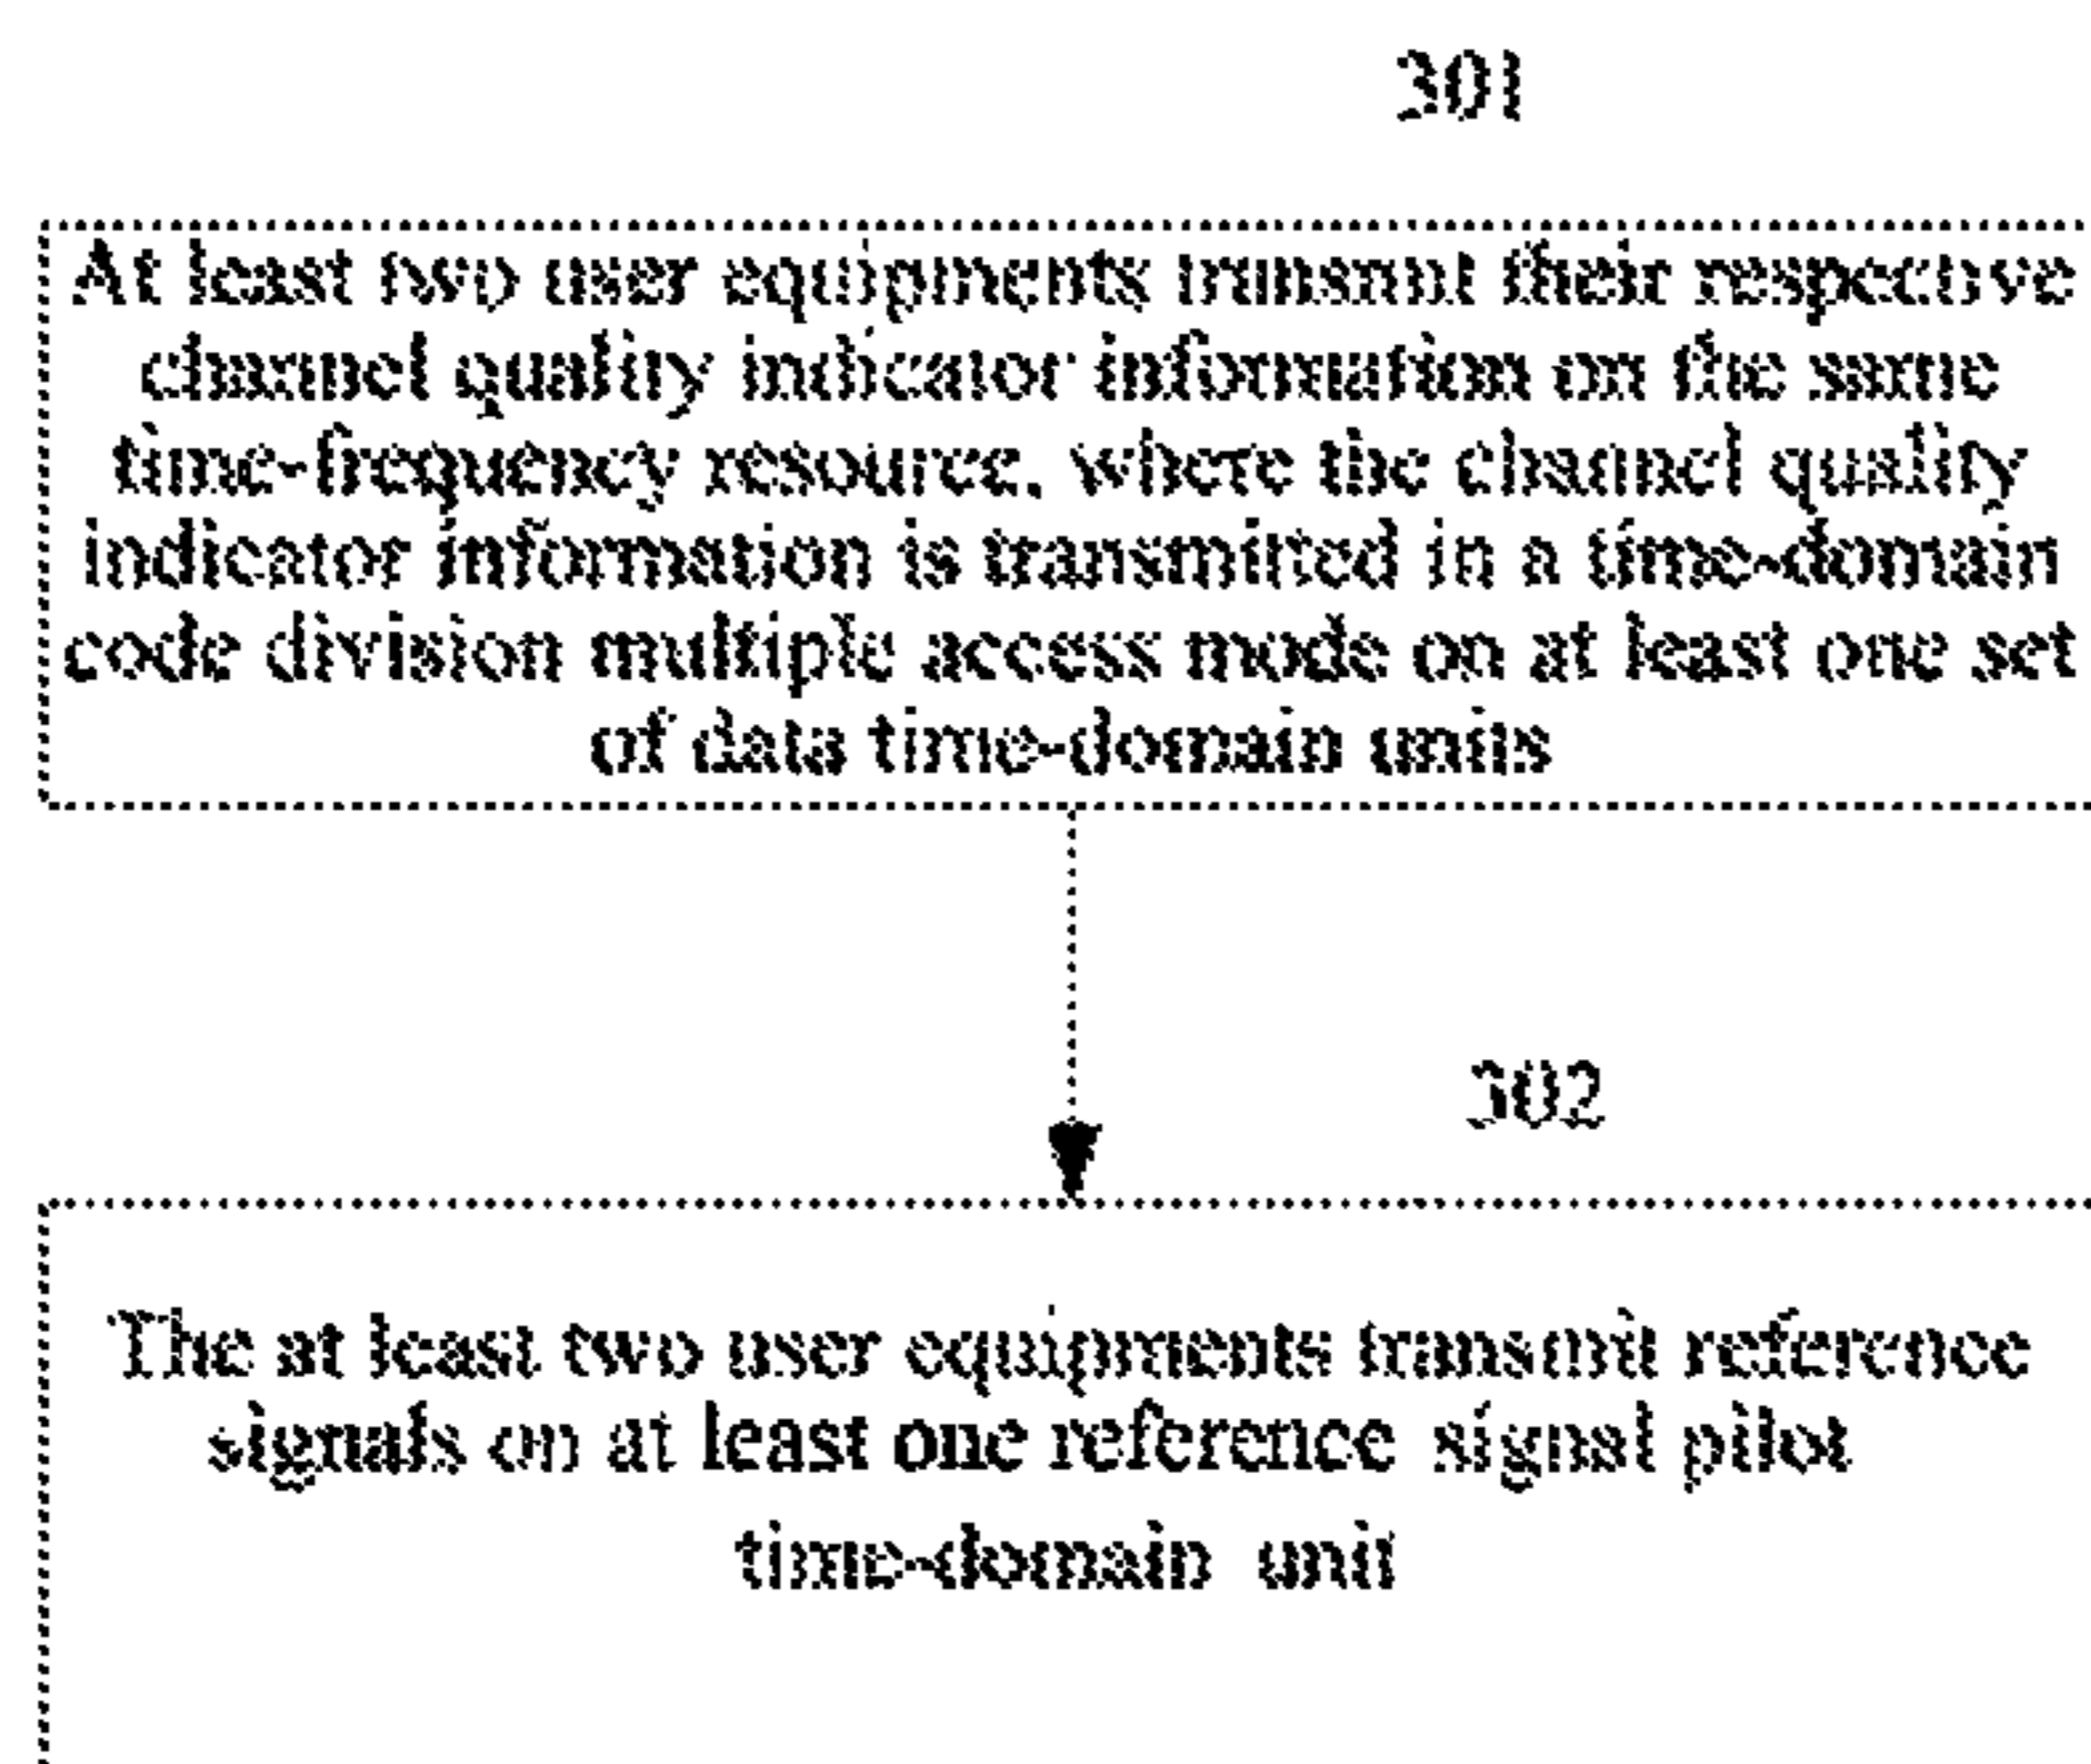 301
At least two user equipments transmit their respective
channel quality indicator information on the same
time-frequency resource, where the channel quality
indicator information is transmitted in a time-domain
code division multiple access mode on at least one set
of data time-domain units
302
The at least two user equipments transmit reference
signals on at least one reference signal pilot
time-domain unit